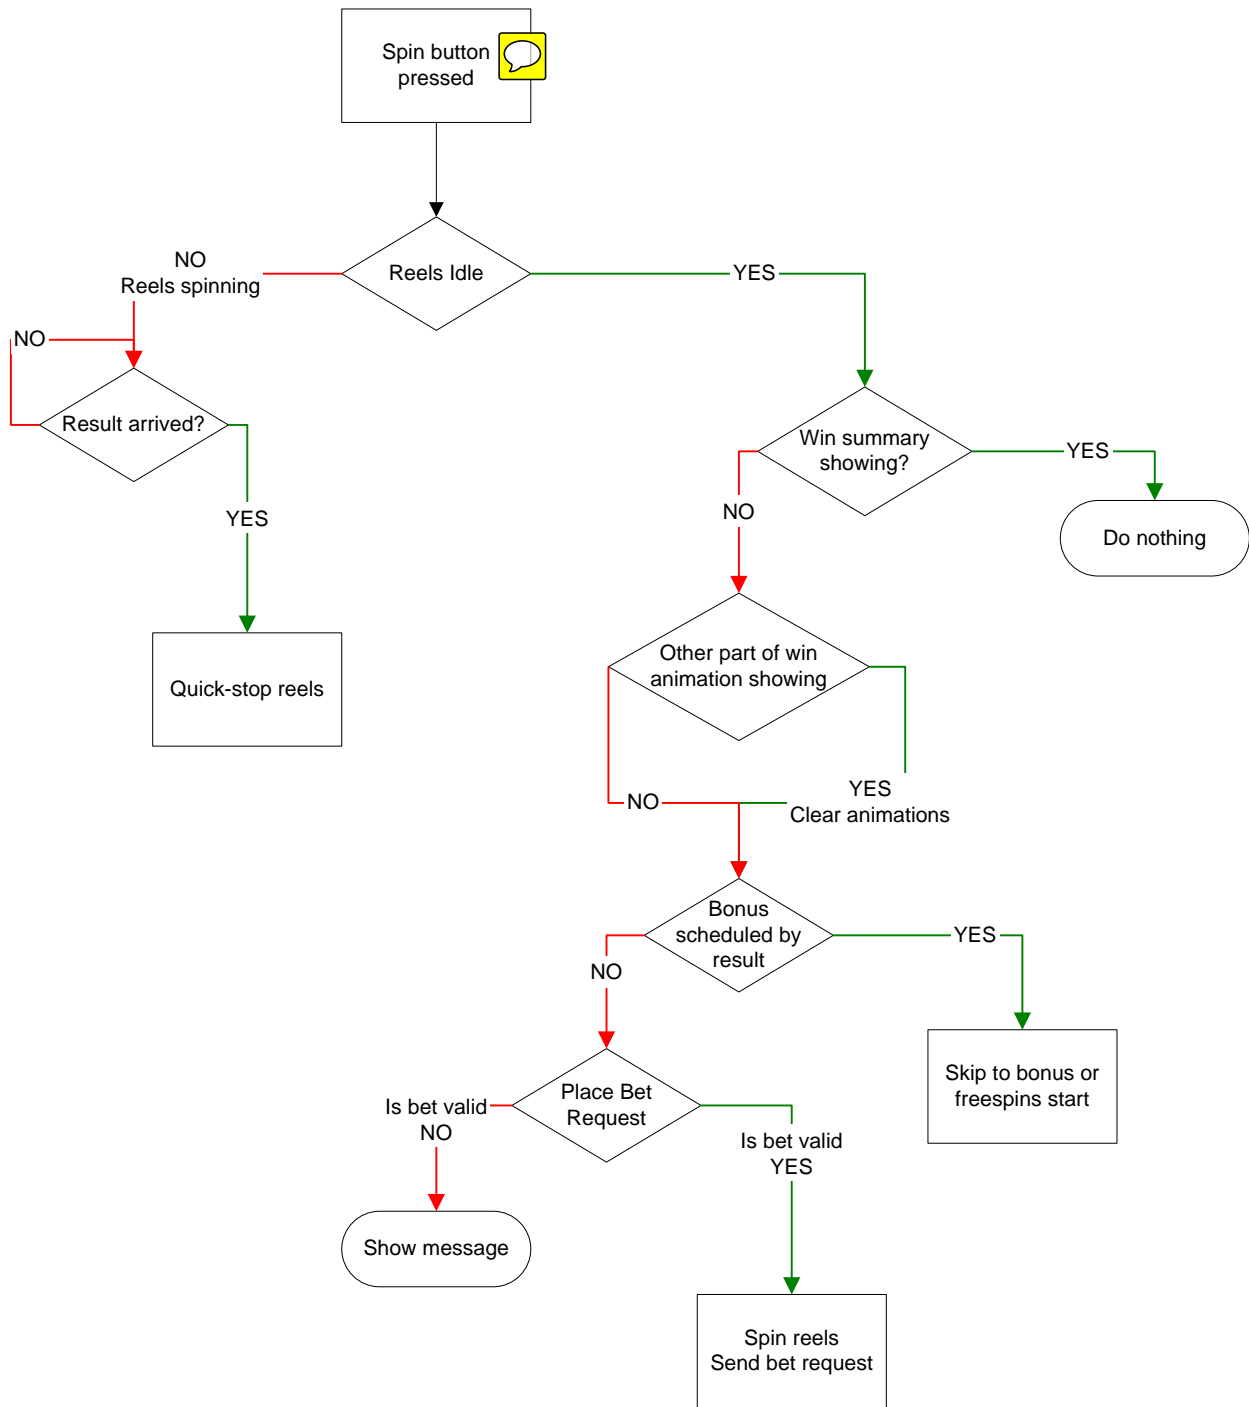 Spin button
pressed
NO
Reels spinning
Reels Idle
YES
NO
Result arrived?
Win summary
showing?
YES
YES
NO
Do nothing
Other part of win
animation showing
Quick-stop reels
NO
YES
Clear animations
Bonus
scheduled by
result
YES
NO
Skip to bonus or
freespins start
Is bet valid
NO
Place Bet
Request
Is bet valid
YES
Show message
Spin reels
Send bet request